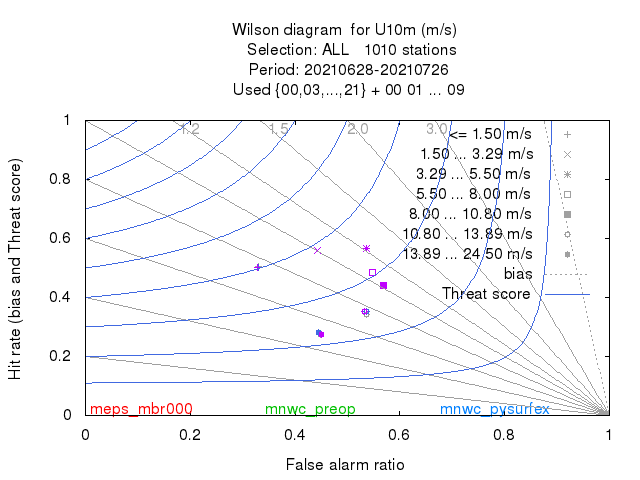 Wilson diagram for U10m (m/s)
Selection: ALL 1010 stations
Period: 20210628-20210726
Used {00,03,...,21} + 00 01 ... 09
Hit rate (bias and Threat score)
1
0.8
0.6
0.4
0.2
0
1.2 1.5 2.0 3.0
<= 1.50 m/s
1.50 ... 3.29 m/s
3.29 ... 5.50 m/s
5.50 ... 8.00 m/s
8.00 ... 10.80 m/s
10.80 ... 13.89 m/s
13.89 ... 24.50 m/s
bias
Threat score
meps_mbr000 mnwc_preop mnwc_pysurfex
0 0.2 0.4 0.6 0.8 1
False alarm ratio